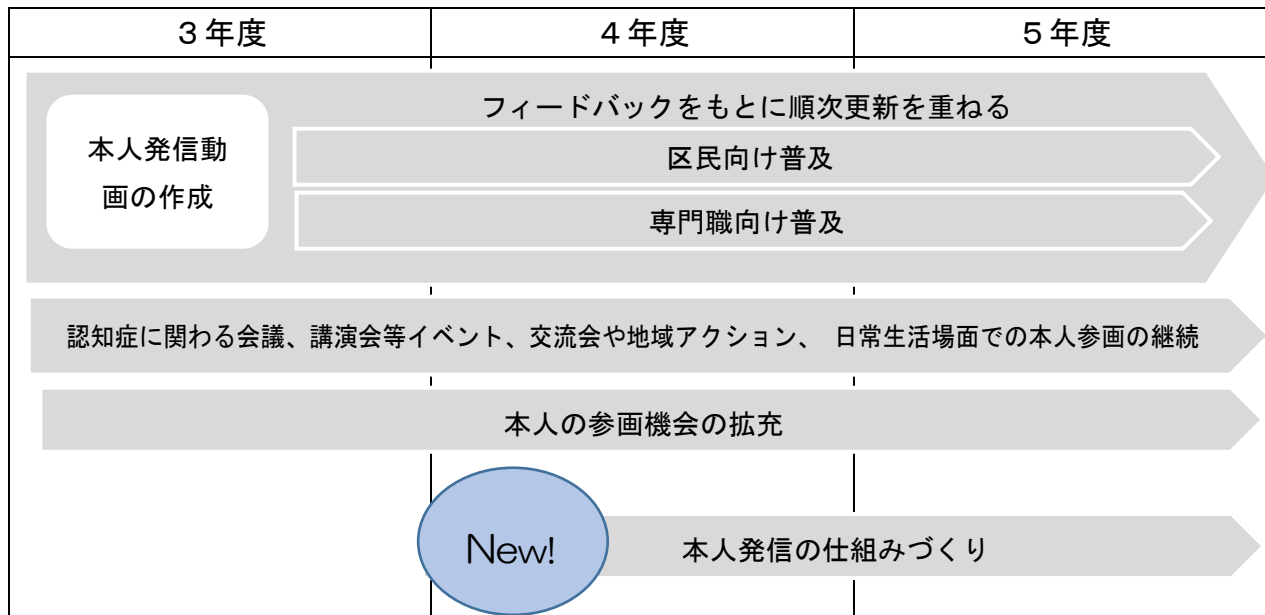 ３年度
４年度
５年度
フィードバックをもとに順次更新を重ねる
本人発信動
画の作成
区民向け普及
専門職向け普及
認知症に関わる会議、講演会等イベント、交流会や地域アクション、 日常生活場面での本人参画の継続
本人の参画機会の拡充
New!
本人発信の仕組みづくり